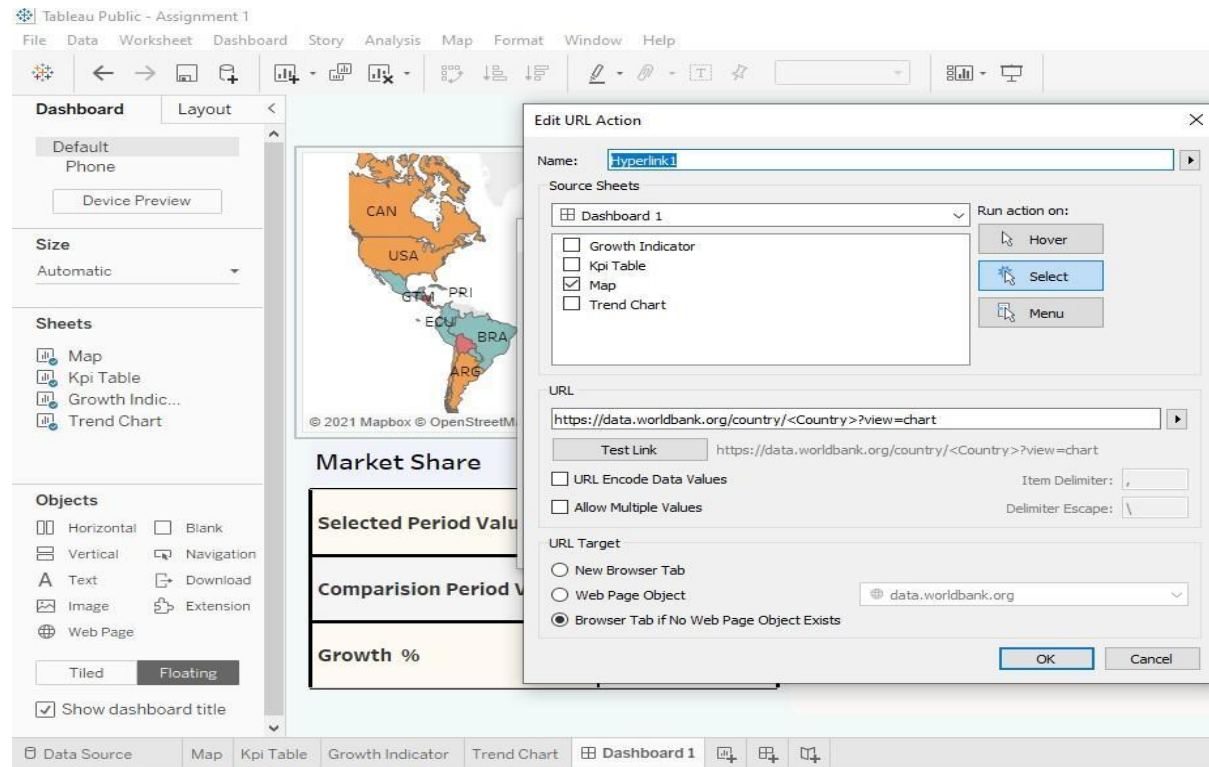 Tableau Public - Assignment 1
File Data Worksheet Dashboard Story Analysis Map Format Window Help
Dashboard Layout
Default
Phone
Device Preview
Size
Automatic
Sheets
Map
Kpi Table
Growth Indic...
Trend Chart
Objects
Horizontal Blank
Vertical Navigation
A Text Download
Image Extension
Web Page
Tiled Floating
Show dashboard title
CAN
USA
GTM PRI
ECU
BRA
ARG
© 2021 Mapbox © OpenStreetM
Market Share
Selected Period Valu
Comparision Period V
Growth %
Edit URL Action
Name: Hyperlink1
Source Sheets
Dashboard 1
Growth Indicator
Kpi Table
Map
Trend Chart
Run action on:
Hover
Select
Menu
URL
https://data.worldbank.org/country/<Country>?view=chart
Test Link https://data.worldbank.org/country/<Country>?view=chart
URL Encode Data Values Item Delimiter: ,
Allow Multiple Values Delimiter Escape: \
URL Target
New Browser Tab
Web Page Object data.worldbank.org
Browser Tab if No Web Page Object Exists
OK Cancel
Data Source Map Kpi Table Growth Indicator Trend Chart Dashboard 1